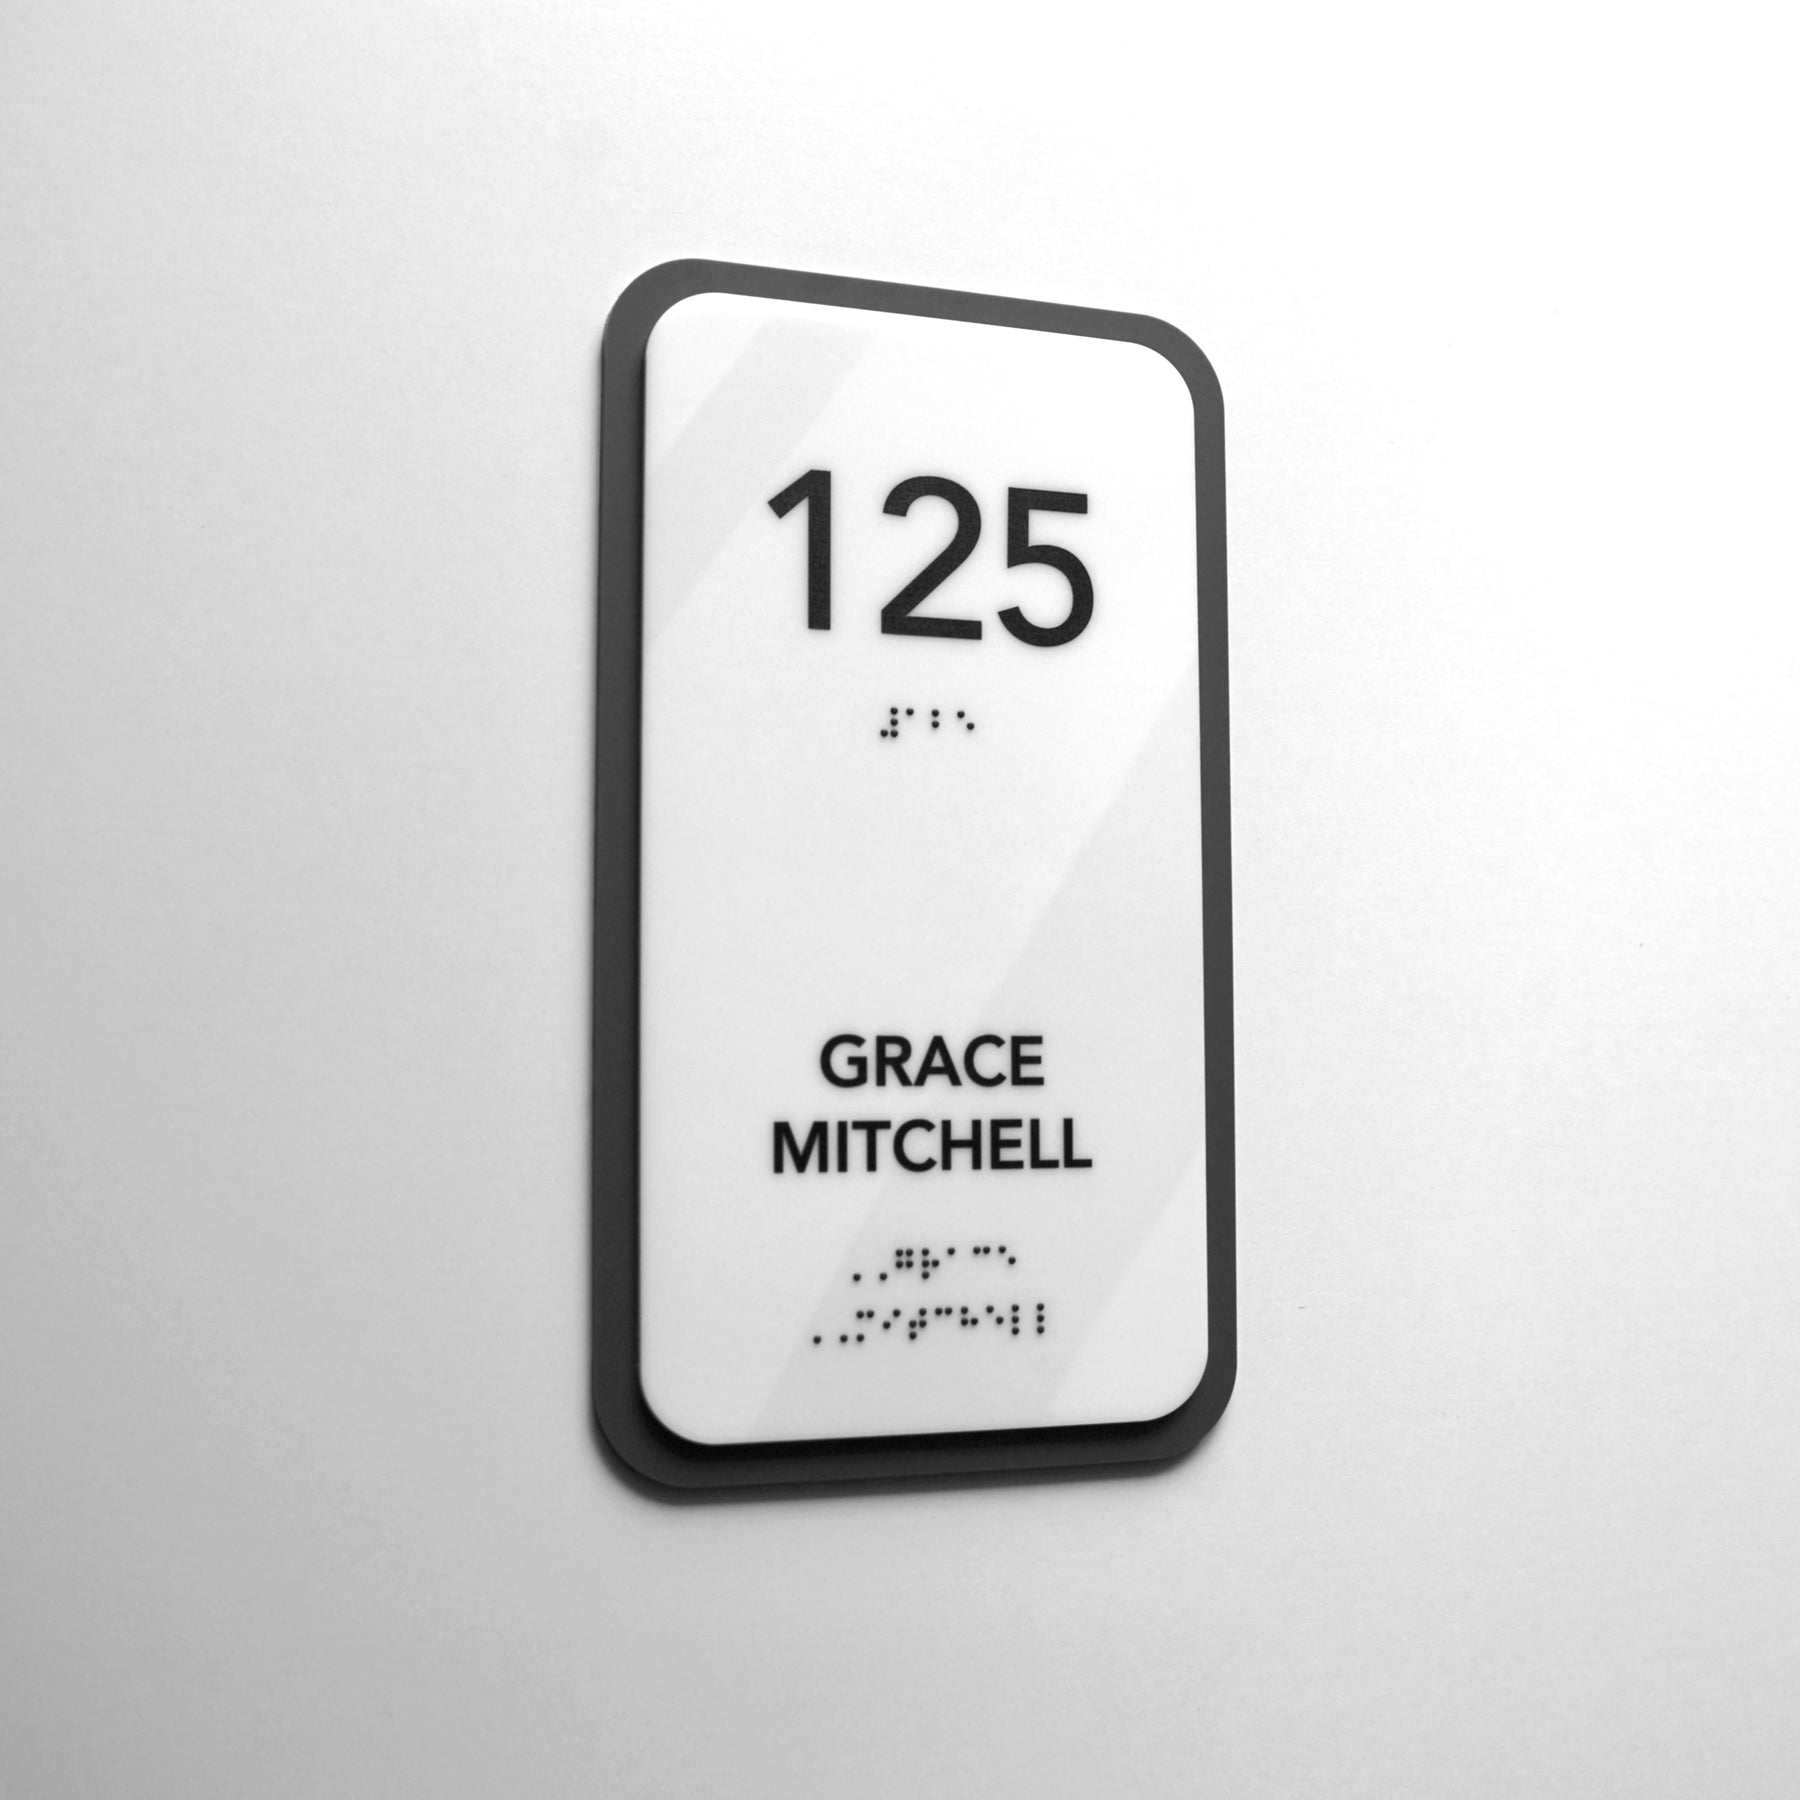 125
⠼⠁⠃⠑
GRACE
MITCHELL
⠠⠠⠛⠗⠁⠉⠑
⠠⠠⠍⠊⠞⠉⠓⠑⠇⠇